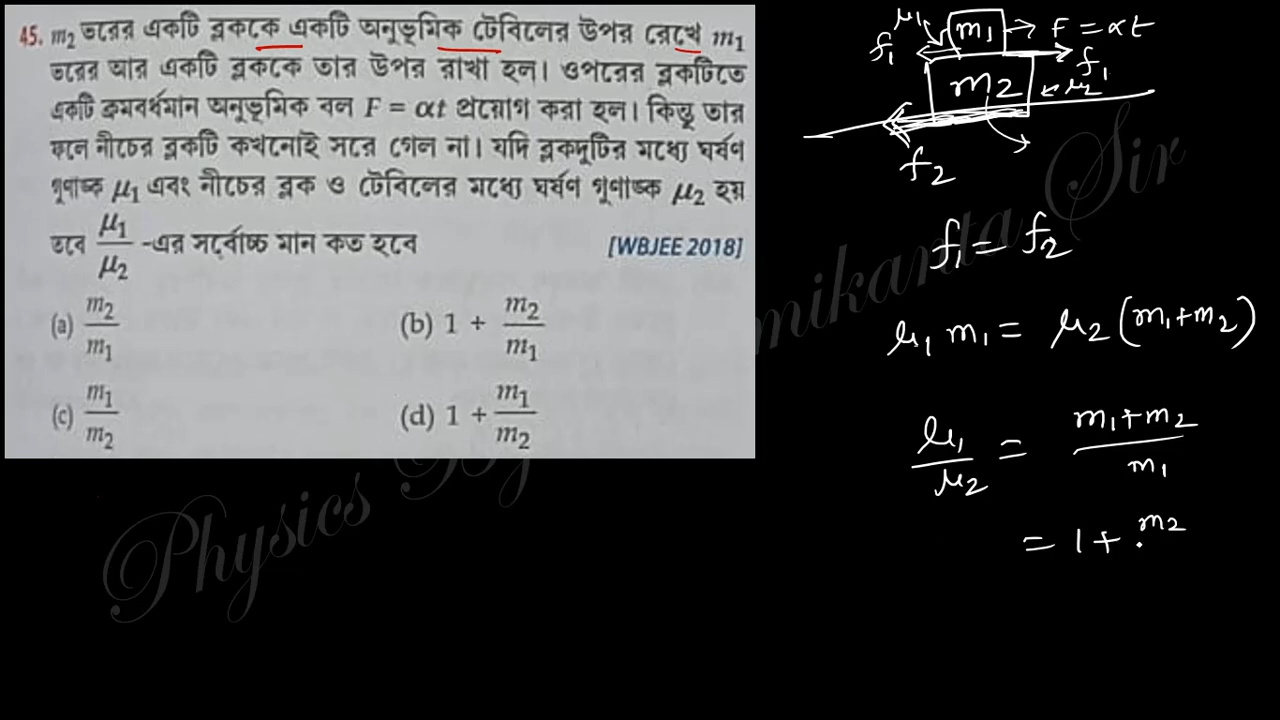 45. m₂ ভরের একটি ব্লককে একটি অনুভূমিক টেবিলের উপর রেখে m₁
ভরের আর একটি ব্লককে তার উপর রাখা হল। ওপরের ব্লকটিতে
একটি ক্রমবর্ধমান অনুভূমিক বল F = αt প্রয়োগ করা হল। কিন্তু তার
ফলে নীচের ব্লকটি কখনোই সরে গেল না। যদি ব্লকদুটির মধ্যে ঘর্ষণ
গুণাঙ্ক μ₁ এবং নীচের ব্লক ও টেবিলের মধ্যে ঘর্ষণ গুণাঙ্ক μ₂ হয়
তবে μ₁/μ₂ -এর সর্বোচ্চ মান কত হবে [WBJEE 2018]
(a) m₂/m₁ (b) 1 + m₂/m₁
(c) m₁/m₂ (d) 1 + m₁/m₂
μ₁ m₁ F = αt
f₁ f₁
m₂ μ₂
f₂
f₁ = f₂
μ₁ m₁ = μ₂ (m₁+m₂)
μ₁/μ₂ = m₁+m₂/m₁
= 1 + m₂
Physics By mikanta Sir